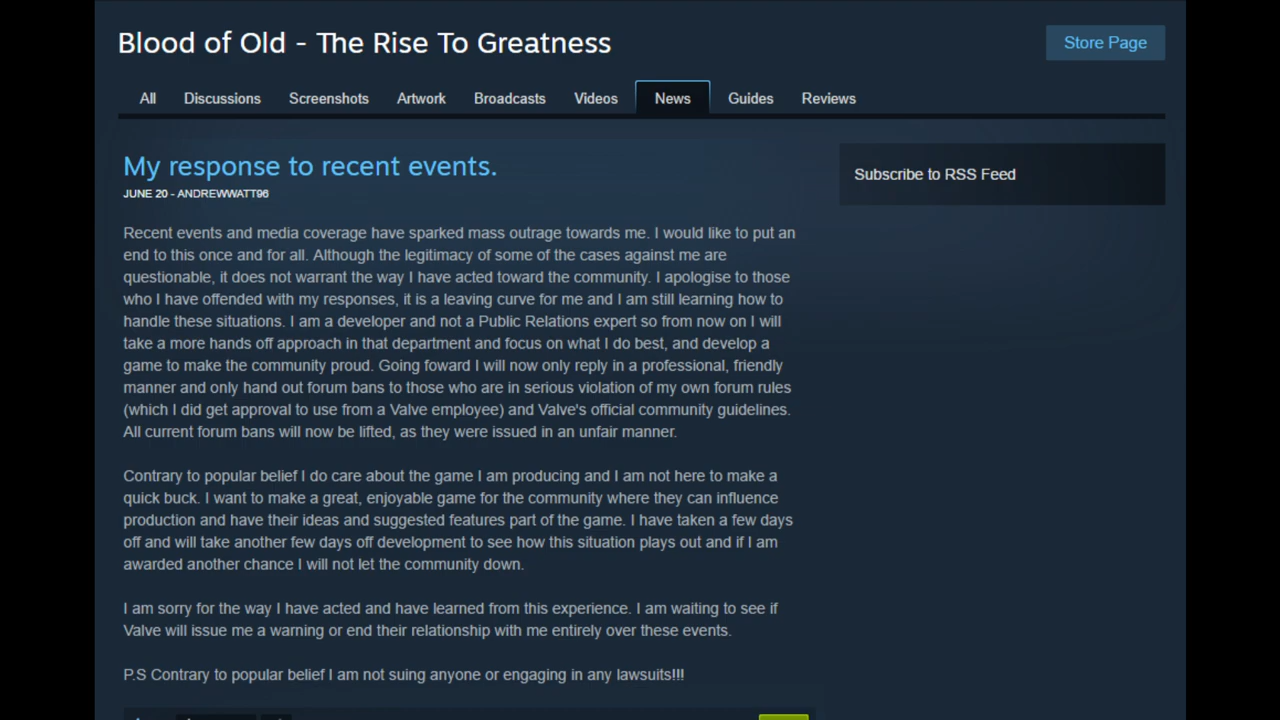 Blood of Old - The Rise To Greatness
Store Page
All Discussions Screenshots Artwork Broadcasts Videos News Guides Reviews
My response to recent events.
JUNE 20 - ANDREWWATT96
Subscribe to RSS Feed
Recent events and media coverage have sparked mass outrage towards me. I would like to put an
end to this once and for all. Although the legitimacy of some of the cases against me are
questionable, it does not warrant the way I have acted toward the community. I apologise to those
who I have offended with my responses, it is a leaving curve for me and I am still learning how to
handle these situations. I am a developer and not a Public Relations expert so from now on I will
take a more hands off approach in that department and focus on what I do best, and develop a
game to make the community proud. Going foward I will now only reply in a professional, friendly
manner and only hand out forum bans to those who are in serious violation of my own forum rules
(which I did get approval to use from a Valve employee) and Valve's official community guidelines.
All current forum bans will now be lifted, as they were issued in an unfair manner.
Contrary to popular belief I do care about the game I am producing and I am not here to make a
quick buck. I want to make a great, enjoyable game for the community where they can influence
production and have their ideas and suggested features part of the game. I have taken a few days
off and will take another few days off development to see how this situation plays out and if I am
awarded another chance I will not let the community down.
I am sorry for the way I have acted and have learned from this experience. I am waiting to see if
Valve will issue me a warning or end their relationship with me entirely over these events.
P.S Contrary to popular belief I am not suing anyone or engaging in any lawsuits!!!